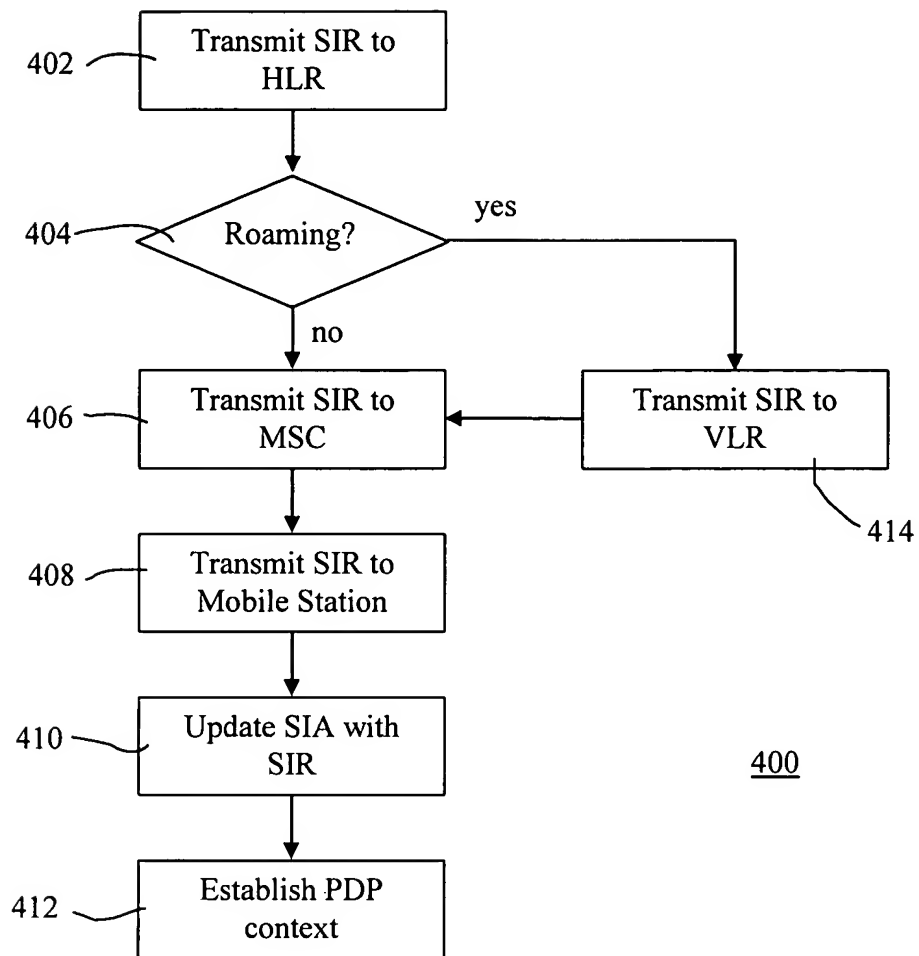 402
Transmit SIR to
HLR
404
Roaming?
yes
no
406
Transmit SIR to
MSC
Transmit SIR to
VLR
414
408
Transmit SIR to
Mobile Station
410
Update SIA with
SIR
400
412
Establish PDP
context